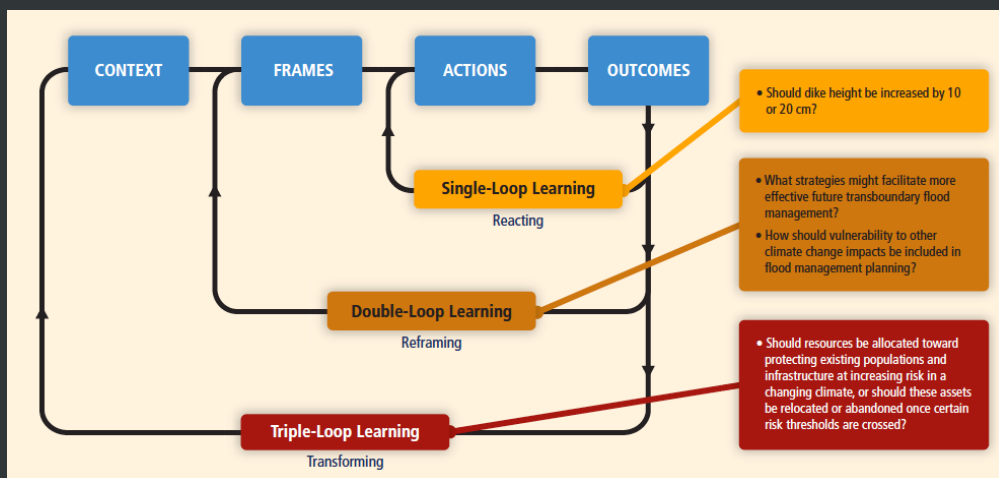 CONTEXT
FRAMES
ACTIONS
OUTCOMES
• Should dike height be increased by 10
or 20 cm?
Single-Loop Learning
Reacting
• What strategies might facilitate more
effective future transboundary flood
management?
• How should vulnerability to other
climate change impacts be included in
flood management planning?
Double-Loop Learning
Reframing
• Should resources be allocated toward
protecting existing populations and
infrastructure at increasing risk in a
changing climate, or should these assets
be relocated or abandoned once certain
risk thresholds are crossed?
Triple-Loop Learning
Transforming